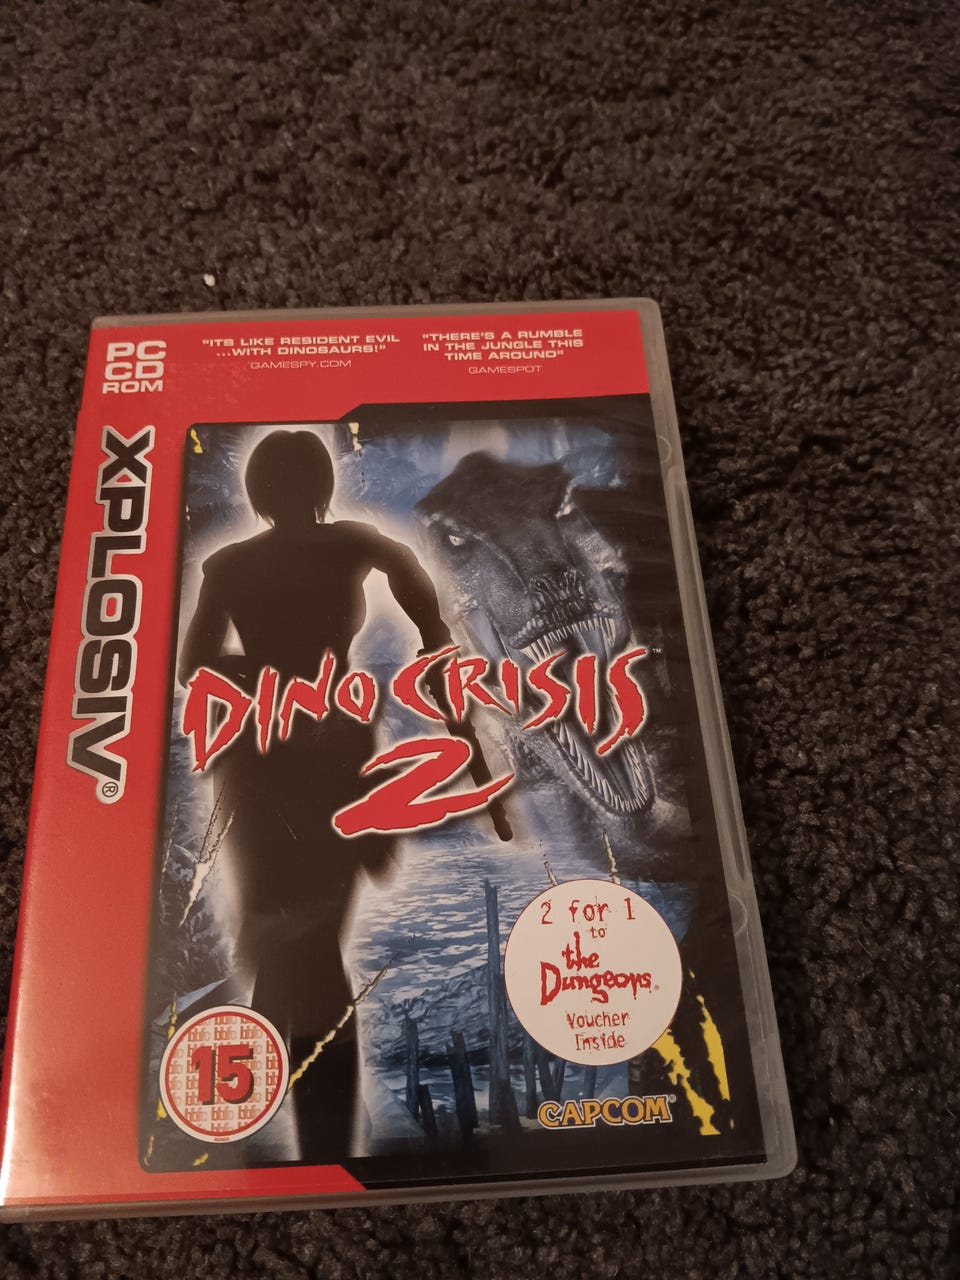 PC
CD
ROM
"ITS LIKE RESIDENT EVIL
...WITH DINOSAURS!"
GAMESPY.COM
"THERE'S A RUMBLE
IN THE JUNGLE THIS
TIME AROUND"
GAMESPOT
XPLOSIV®
DINO CRISIS™
2
2 for 1
to
the
Dungeons®
Voucher
Inside
15
CAPCOM®